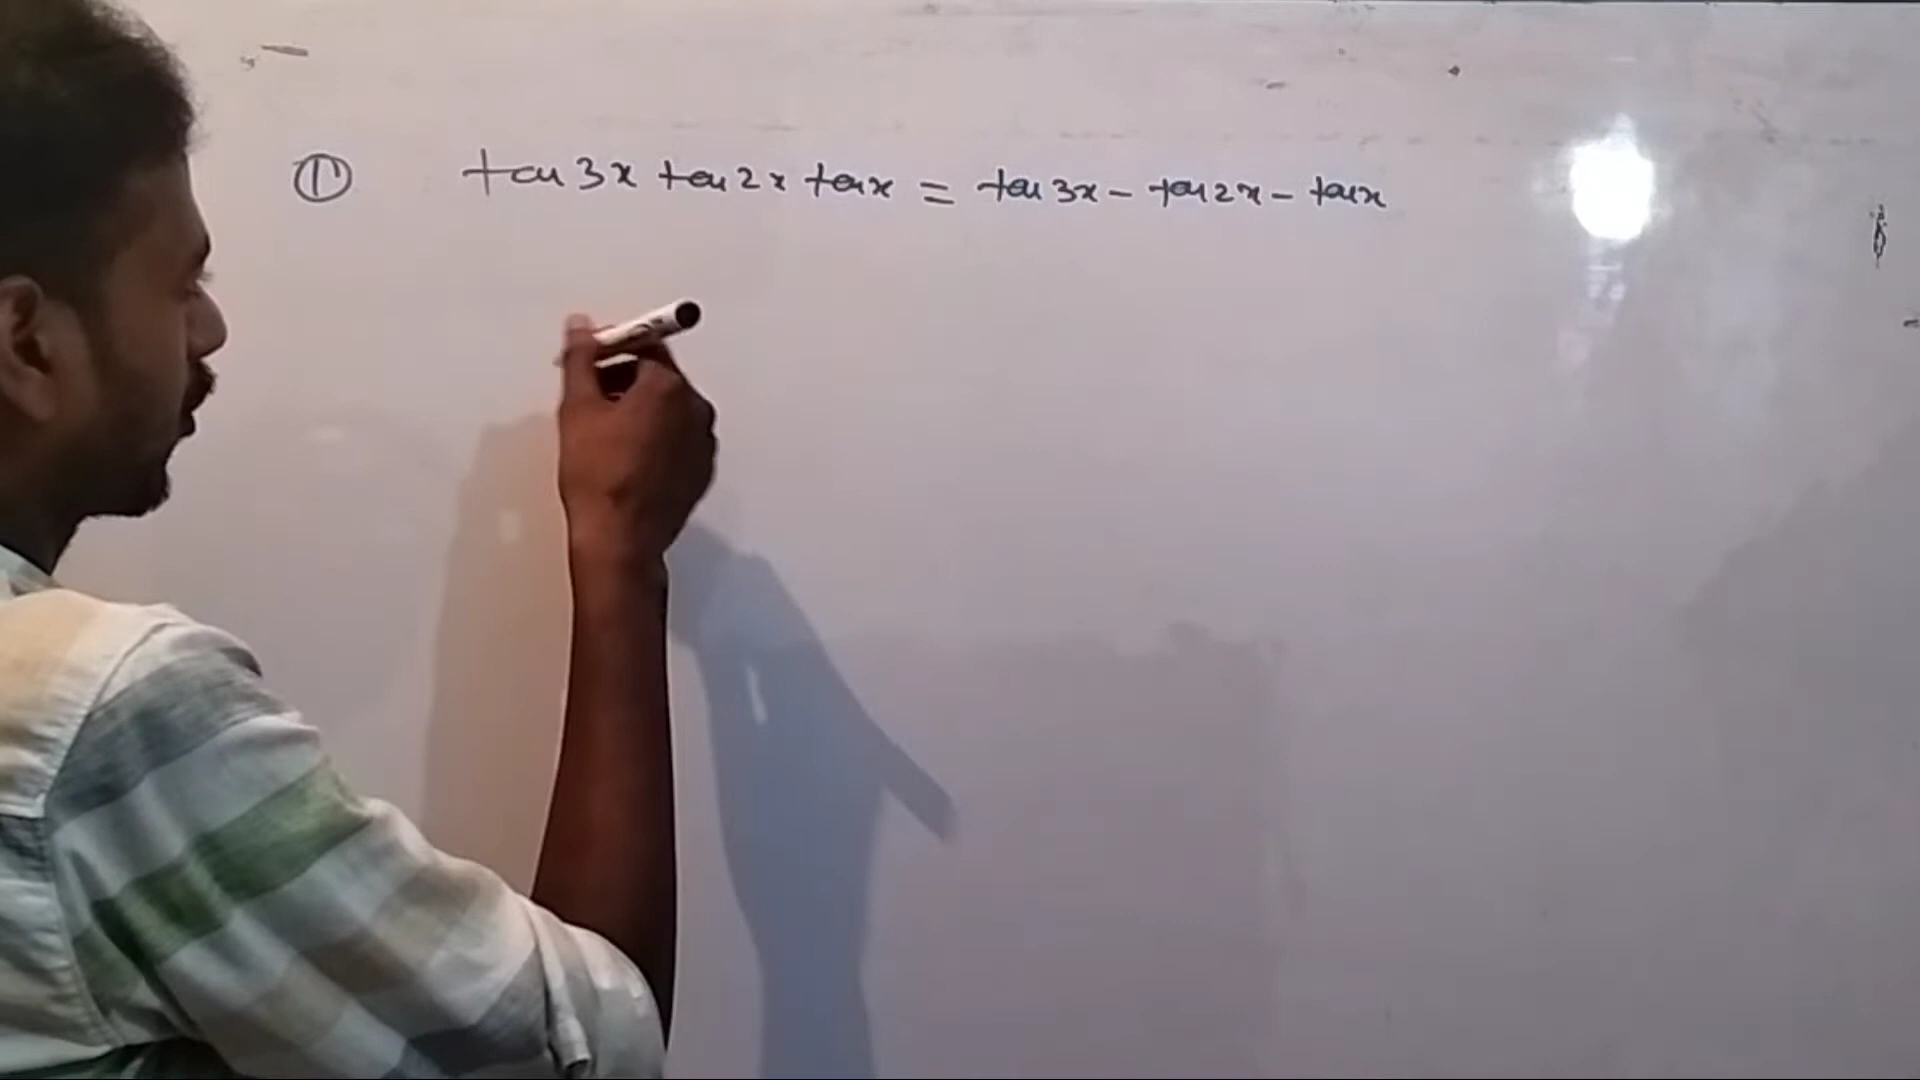 ① tan 3x tan 2x tan x = tan 3x - tan 2x - tan x